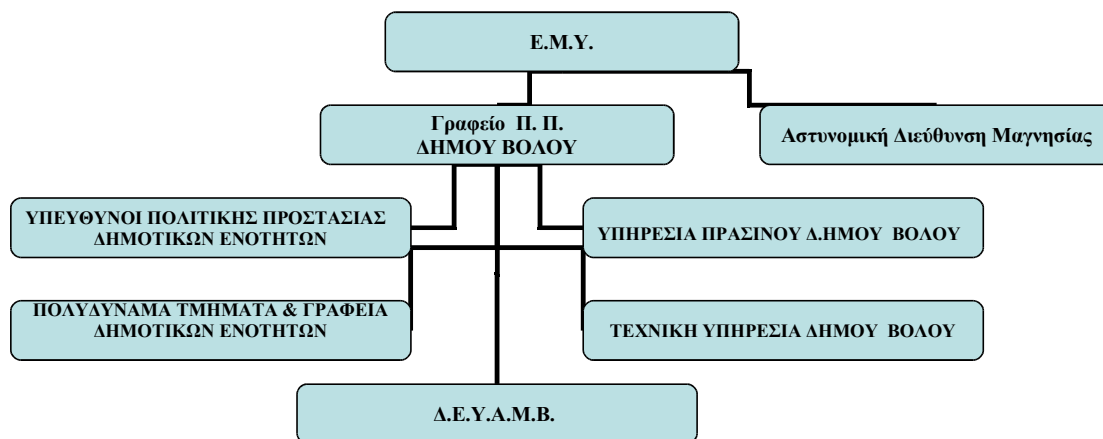 Ε.Μ.Υ.
Γραφείο Π. Π.
ΔΗΜΟΥ ΒΟΛΟΥ
Αστυνομική Διεύθυνση Μαγνησίας
ΥΠΕΥΘΥΝΟΙ ΠΟΛΙΤΙΚΗΣ ΠΡΟΣΤΑΣΙΑΣ
ΔΗΜΟΤΙΚΩΝ ΕΝΟΤΗΤΩΝ
ΥΠΗΡΕΣΙΑ ΠΡΑΣΙΝΟΥ Δ.ΗΜΟΥ ΒΟΛΟΥ
ΠΟΛΥΔΥΝΑΜΑ ΤΜΗΜΑΤΑ & ΓΡΑΦΕΙΑ
ΔΗΜΟΤΙΚΩΝ ΕΝΟΤΗΤΩΝ
ΤΕΧΝΙΚΗ ΥΠΗΡΕΣΙΑ ΔΗΜΟΥ ΒΟΛΟΥ
Δ.Ε.Υ.Α.Μ.Β.